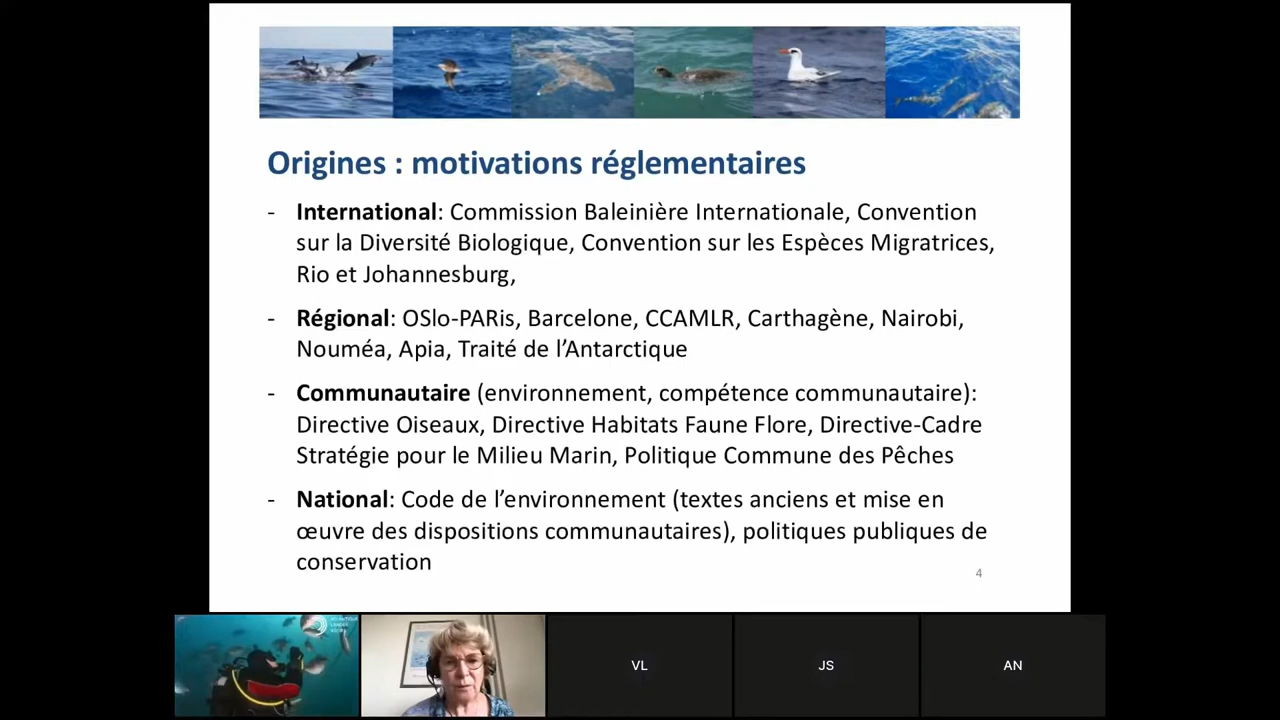 Origines : motivations réglementaires
- International: Commission Baleinière Internationale, Convention
sur la Diversité Biologique, Convention sur les Espèces Migratrices,
Rio et Johannesburg,
- Régional: OSlo-PARis, Barcelone, CCAMLR, Carthagène, Nairobi,
Nouméa, Apia, Traité de l’Antarctique
- Communautaire (environnement, compétence communautaire):
Directive Oiseaux, Directive Habitats Faune Flore, Directive-Cadre
Stratégie pour le Milieu Marin, Politique Commune des Pêches
- National: Code de l’environnement (textes anciens et mise en
œuvre des dispositions communautaires), politiques publiques de
conservation
4
VL
JS
AN